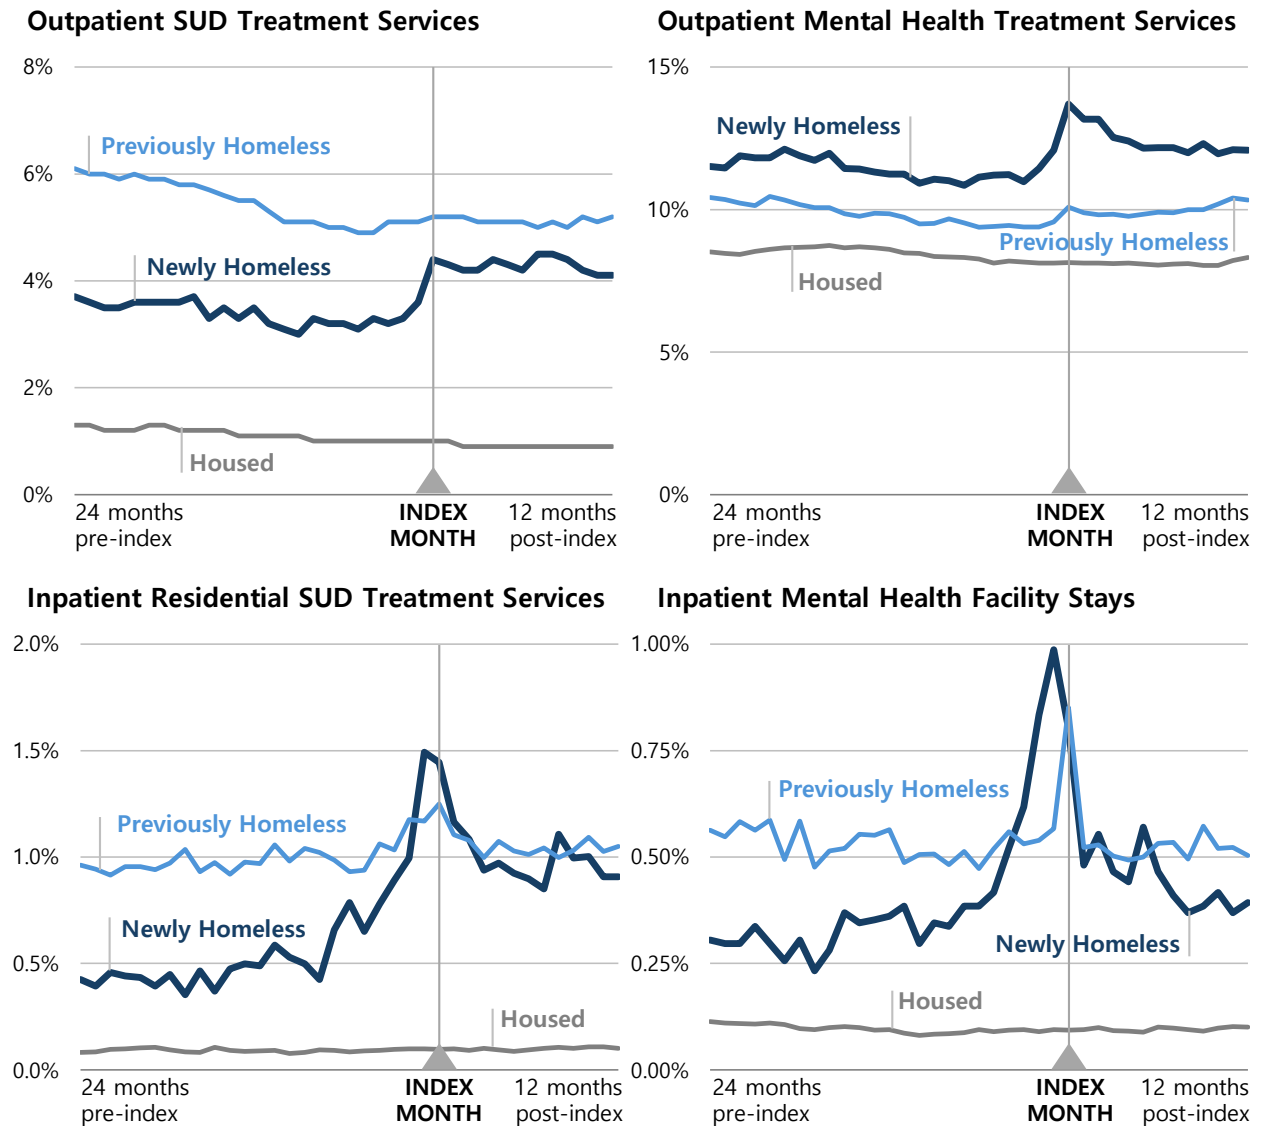 Outpatient SUD Treatment Services
8%
6%
4%
2%
0%
Previously Homeless
Newly Homeless
Housed
24 months
pre-index
INDEX
MONTH
12 months
post-index
Outpatient Mental Health Treatment Services
15%
10%
5%
0%
Newly Homeless
Previously Homeless
Housed
24 months
pre-index
INDEX
MONTH
12 months
post-index
Inpatient Residential SUD Treatment Services
2.0%
1.5%
1.0%
0.5%
0.0%
Previously Homeless
Newly Homeless
Housed
24 months
pre-index
INDEX
MONTH
12 months
post-index
Inpatient Mental Health Facility Stays
1.00%
0.75%
0.50%
0.25%
0.00%
Previously Homeless
Newly Homeless
Housed
24 months
pre-index
INDEX
MONTH
12 months
post-index